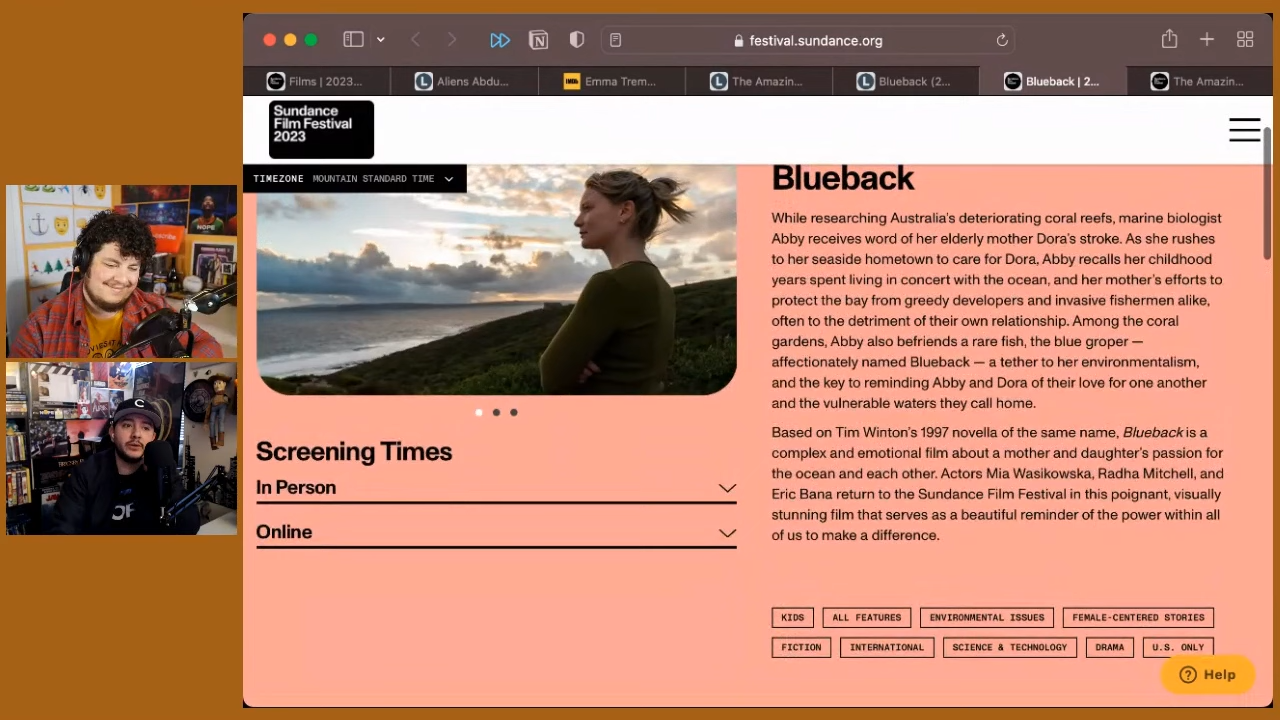 festival.sundance.org
Films | 2023...
Aliens Abdu...
IMDb
Emma Trem...
The Amazin...
Blueback (2...
Blueback | 2...
The Amazin...
Sundance
Film Festival
2023
TIMEZONE MOUNTAIN STANDARD TIME
Blueback
While researching Australia's deteriorating coral reefs, marine biologist
Abby receives word of her elderly mother Dora's stroke. As she rushes
to her seaside hometown to care for Dora, Abby recalls her childhood
years spent living in concert with the ocean, and her mother's efforts to
protect the bay from greedy developers and invasive fishermen alike,
often to the detriment of their own relationship. Among the coral
gardens, Abby also befriends a rare fish, the blue groper —
affectionately named Blueback — a tether to her environmentalism,
and the key to reminding Abby and Dora of their love for one another
and the vulnerable waters they call home.
Based on Tim Winton's 1997 novella of the same name, Blueback is a
complex and emotional film about a mother and daughter's passion for
the ocean and each other. Actors Mia Wasikowska, Radha Mitchell, and
Eric Bana return to the Sundance Film Festival in this poignant, visually
stunning film that serves as a beautiful reminder of the power within all
of us to make a difference.
Screening Times
In Person
Online
KIDS
ALL FEATURES
ENVIRONMENTAL ISSUES
FEMALE-CENTERED STORIES
FICTION
INTERNATIONAL
SCIENCE & TECHNOLOGY
DRAMA
U.S. ONLY
Help
NOPE